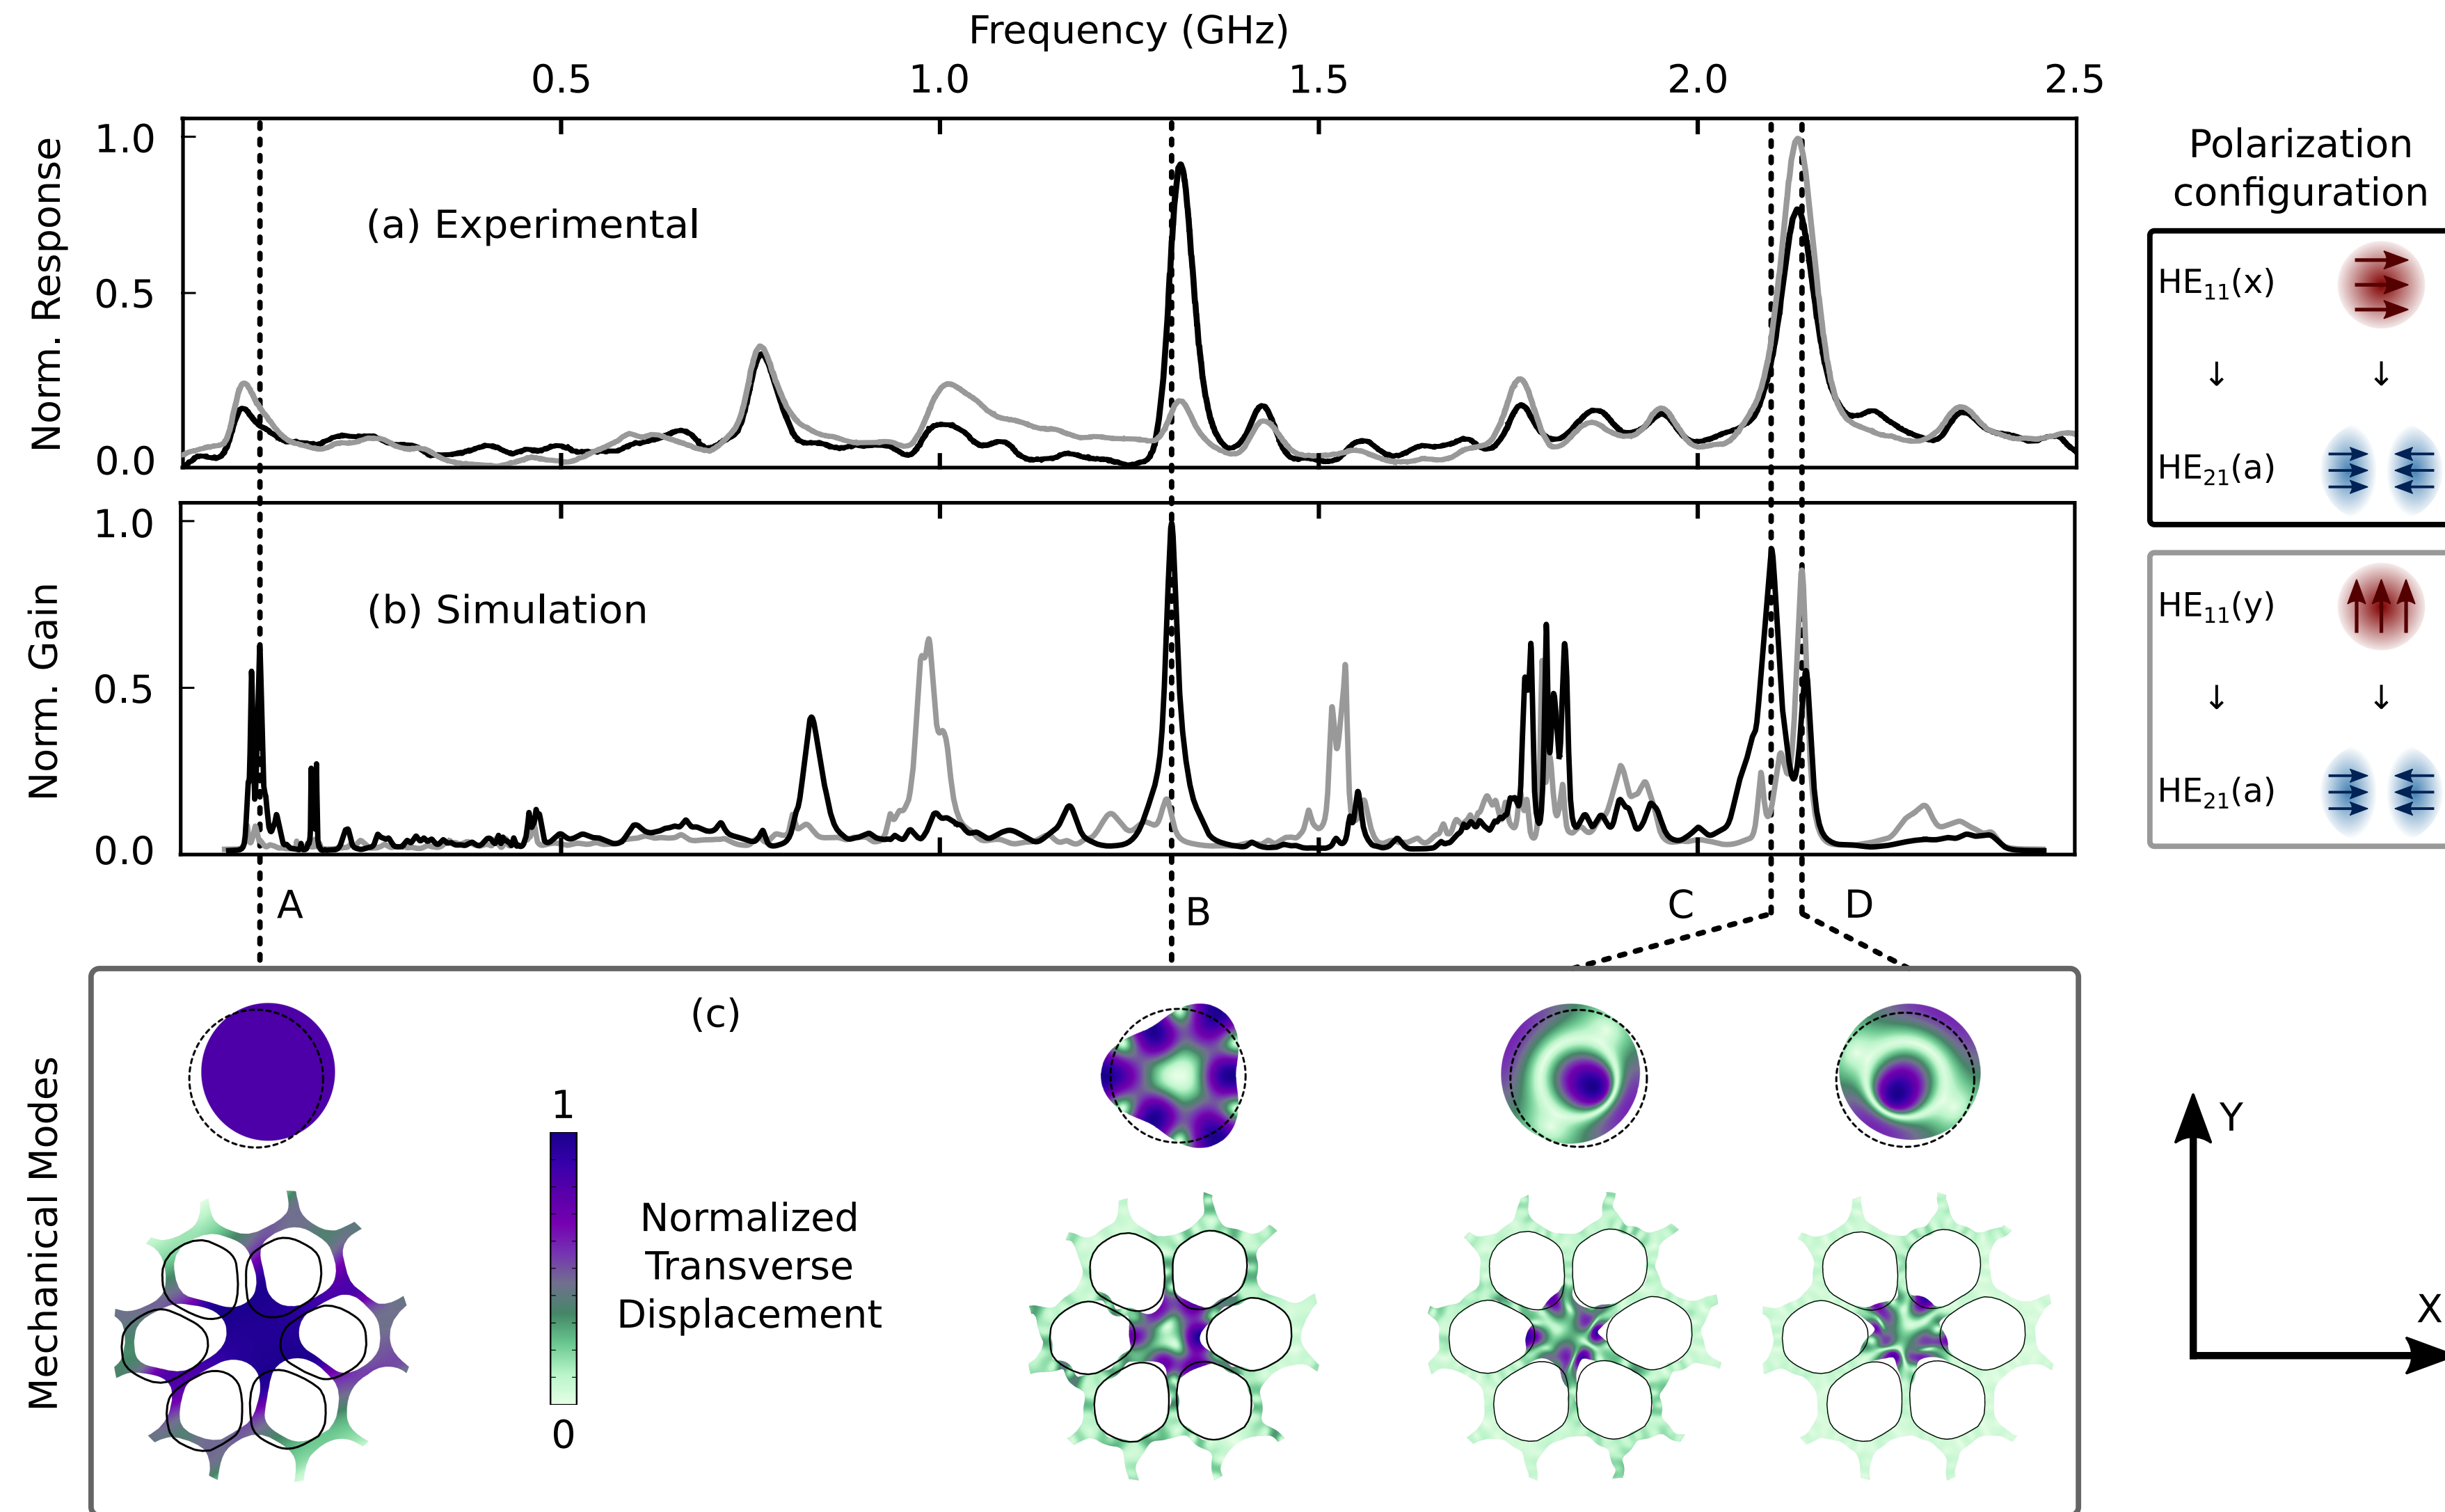 Frequency (GHz)
0.5 1.0 1.5 2.0 2.5
Norm. Response
1.0
0.5
0.0
(a) Experimental
Norm. Gain
1.0
0.5
0.0
(b) Simulation
A
B
C
D
Polarization
configuration
HE₁₁(x)
↓ ↓
HE₂₁(a)
HE₁₁(y)
↓ ↓
HE₂₁(a)
Mechanical Modes
(c)
1
0
Normalized
Transverse
Displacement
Y
X